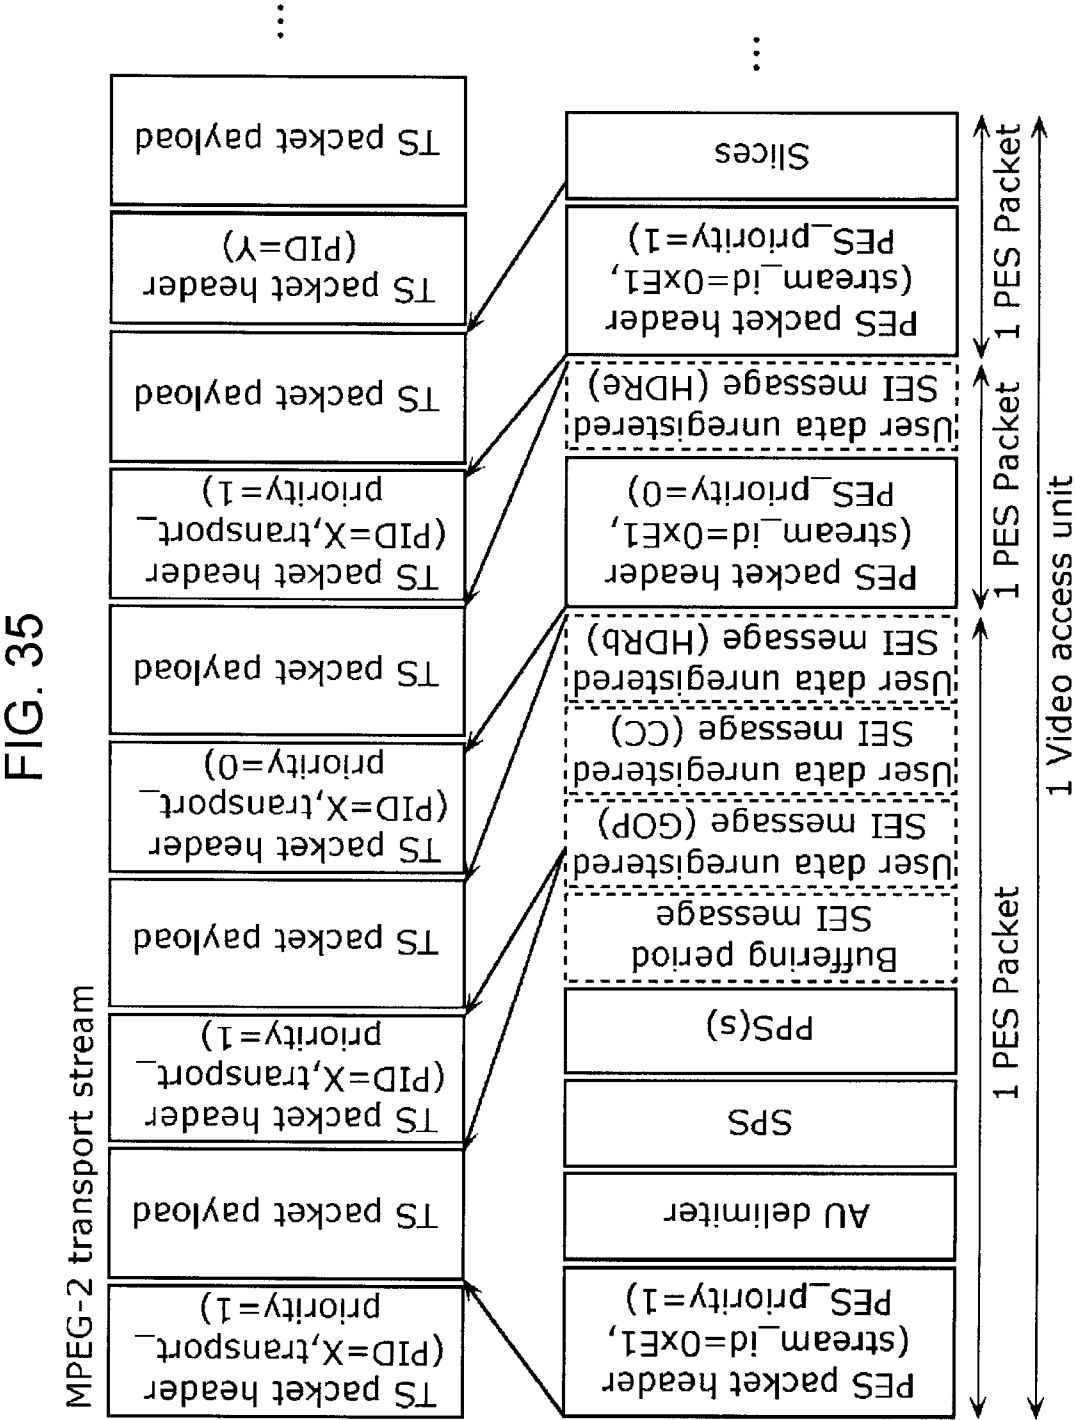 FIG. 35
MPEG-2 transport stream
TS packet header
(PID=X,transport_
priority=1)
TS packet payload
TS packet header
(PID=X,transport_
priority=1)
TS packet payload
TS packet header
(PID=X,transport_
priority=0)
TS packet payload
TS packet header
(PID=X,transport_
priority=1)
TS packet payload
TS packet header
(PID=Y)
TS packet payload
...
PES packet header
(stream_id=0xE1,
PES_priority=1)
AU delimiter
SPS
PPS(s)
Buffering period
SEI message
User data unregistered
SEI message (GOP)
User data unregistered
SEI message (CC)
User data unregistered
SEI message (HDRb)
PES packet header
(stream_id=0xE1,
PES_priority=0)
User data unregistered
SEI message (HDRe)
PES packet header
(stream_id=0xE1,
PES_priority=1)
Slices
...
1 PES Packet
1 PES Packet
1 PES Packet
1 Video access unit